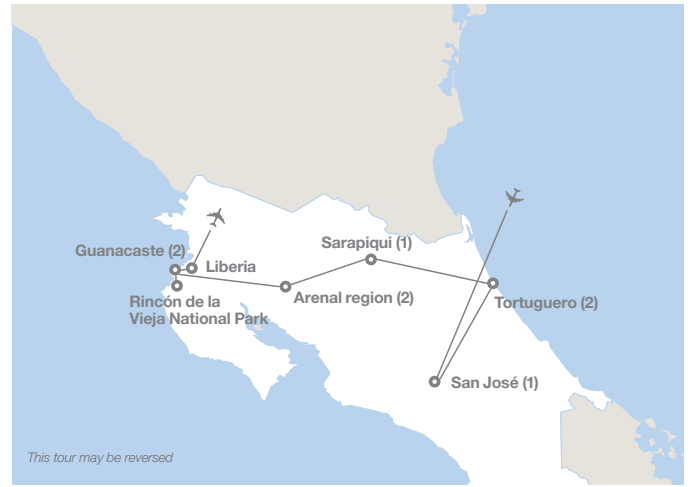 Sarapiqui (1)
Guanacaste (2)
Liberia
Arenal region (2)
Rincón de la
Vieja National Park
Tortuguero (2)
San José (1)
This tour may be reversed